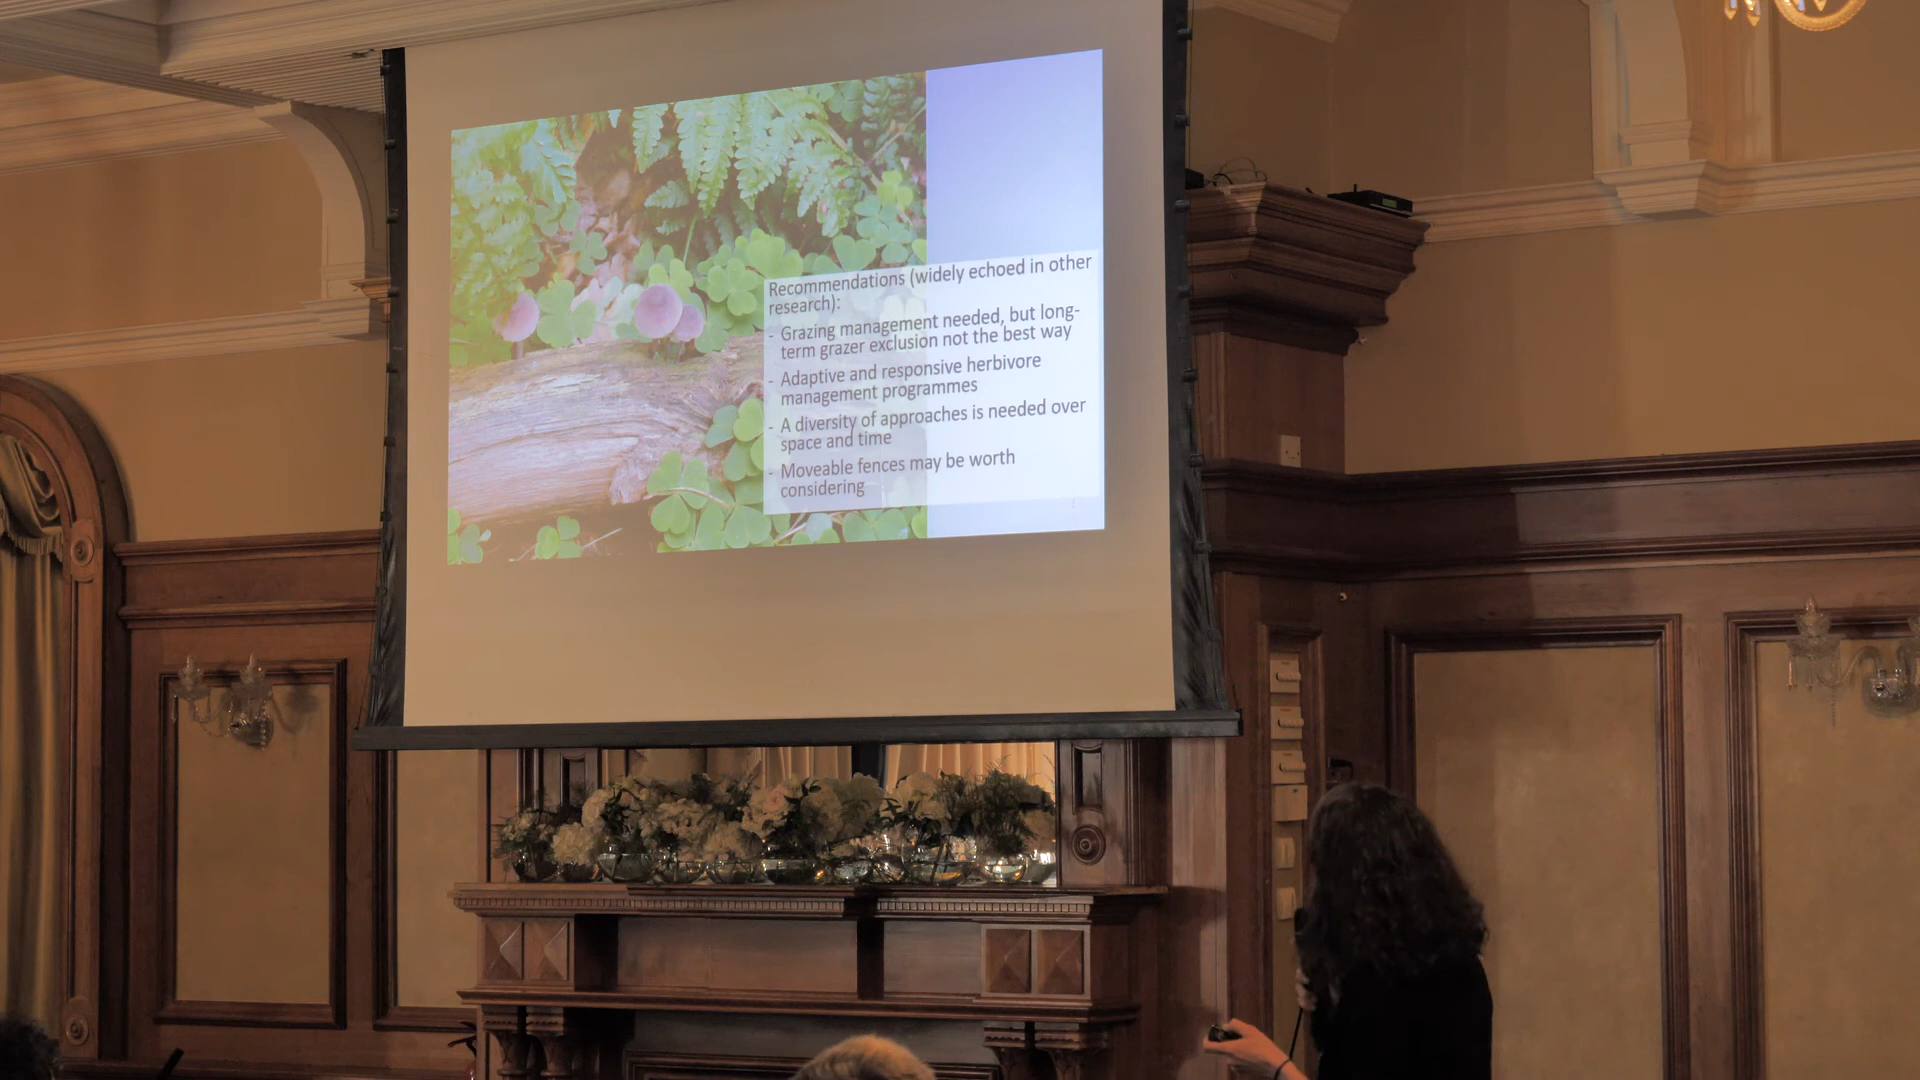 Recommendations (widely echoed in other
research):
- Grazing management needed, but long-
term grazer exclusion not the best way
- Adaptive and responsive herbivore
management programmes
- A diversity of approaches is needed over
space and time
- Moveable fences may be worth
considering